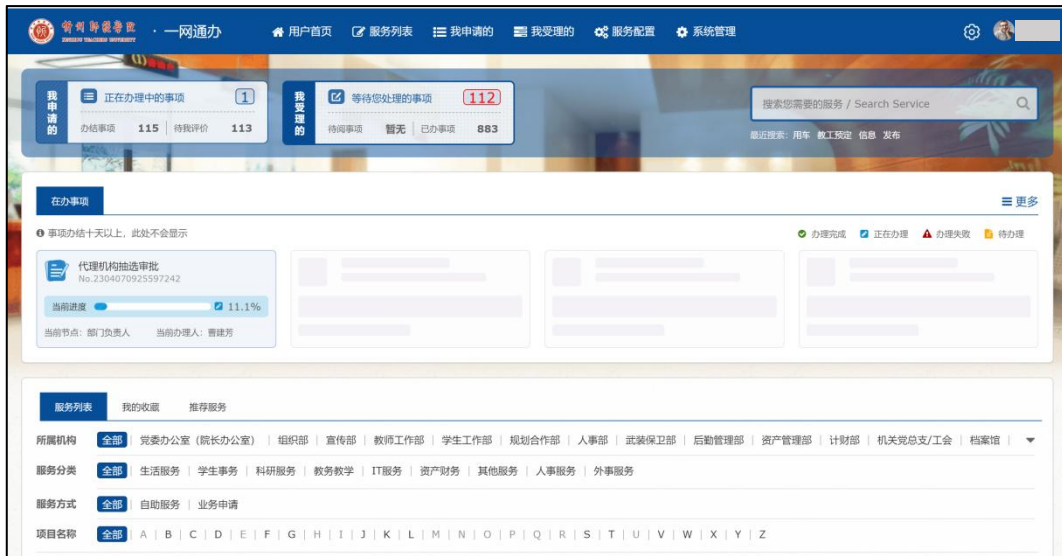 忻州师范学院 · 一网通办 用户首页 服务列表 我申请的 我受理的 服务配置 系统管理
XINZHOU TEACHERS UNIVERSITY
我申请的 正在办理中的事项 1
办结事项 115 待我评价 113
我受理的 等待您处理的事项 112
待阅事项 暂无 已办事项 883
搜索您需要的服务 / Search Service
最近搜索: 用车 教工预定 信息 发布
在办事项 更多
事项办结十天以上，此处不会显示 办理完成 正在办理 办理失败 待办理
代理机构抽选审批
No.2304070925597242
当前进度 11.1%
当前节点：部门负责人 当前办理人：曹建芳
服务列表 我的收藏 推荐服务
所属机构 全部 | 党委办公室（院长办公室） | 组织部 | 宣传部 | 教师工作部 | 学生工作部 | 规划合作部 | 人事部 | 武装保卫部 | 后勤管理部 | 资产管理部 | 计财部 | 机关党总支/工会 | 档案馆 |
服务分类 全部 | 生活服务 | 学生事务 | 科研服务 | 教务教学 | IT服务 | 资产财务 | 其他服务 | 人事服务 | 外事服务
服务方式 全部 | 自助服务 | 业务申请
项目名称 全部 | A | B | C | D | E | F | G | H | I | J | K | L | M | N | O | P | Q | R | S | T | U | V | W | X | Y | Z